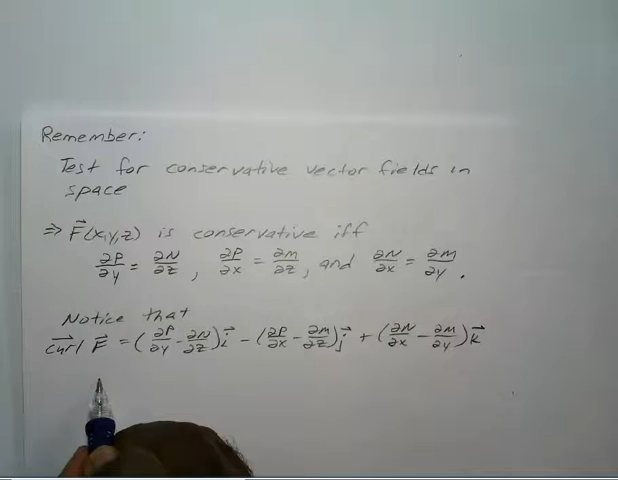 Remember:
Test for conservative vector fields in
space
⇒ F⃗(x,y,z) is conservative iff
∂P/∂y = ∂N/∂z , ∂P/∂x = ∂M/∂z , and ∂N/∂x = ∂M/∂y .
Notice that
curl F⃗ = (∂P/∂y - ∂N/∂z) i⃗ - (∂P/∂x - ∂M/∂z) j⃗ + (∂N/∂x - ∂M/∂y) k⃗